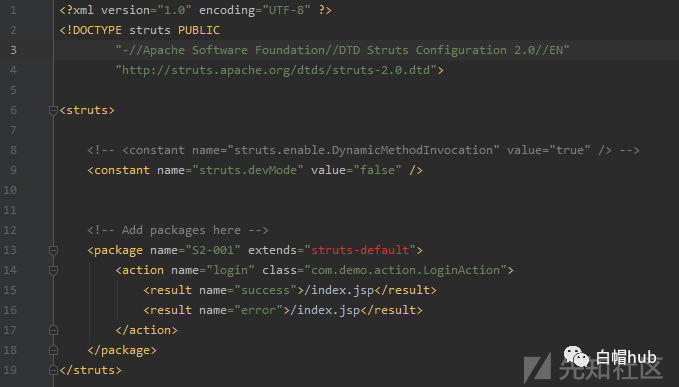 1 <?xml version="1.0" encoding="UTF-8" ?>
2 <!DOCTYPE struts PUBLIC
3 "-//Apache Software Foundation//DTD Struts Configuration 2.0//EN"
4 "http://struts.apache.org/dtds/struts-2.0.dtd">
5
6 <struts>
7
8 <!-- <constant name="struts.enable.DynamicMethodInvocation" value="true" /> -->
9 <constant name="struts.devMode" value="false" />
10
11
12 <!-- Add packages here -->
13 <package name="S2-001" extends="struts-default">
14 <action name="login" class="com.demo.action.LoginAction">
15 <result name="success">/index.jsp</result>
16 <result name="error">/index.jsp</result>
17 </action>
18 </package>
19 </struts>
白帽hub
先知社区